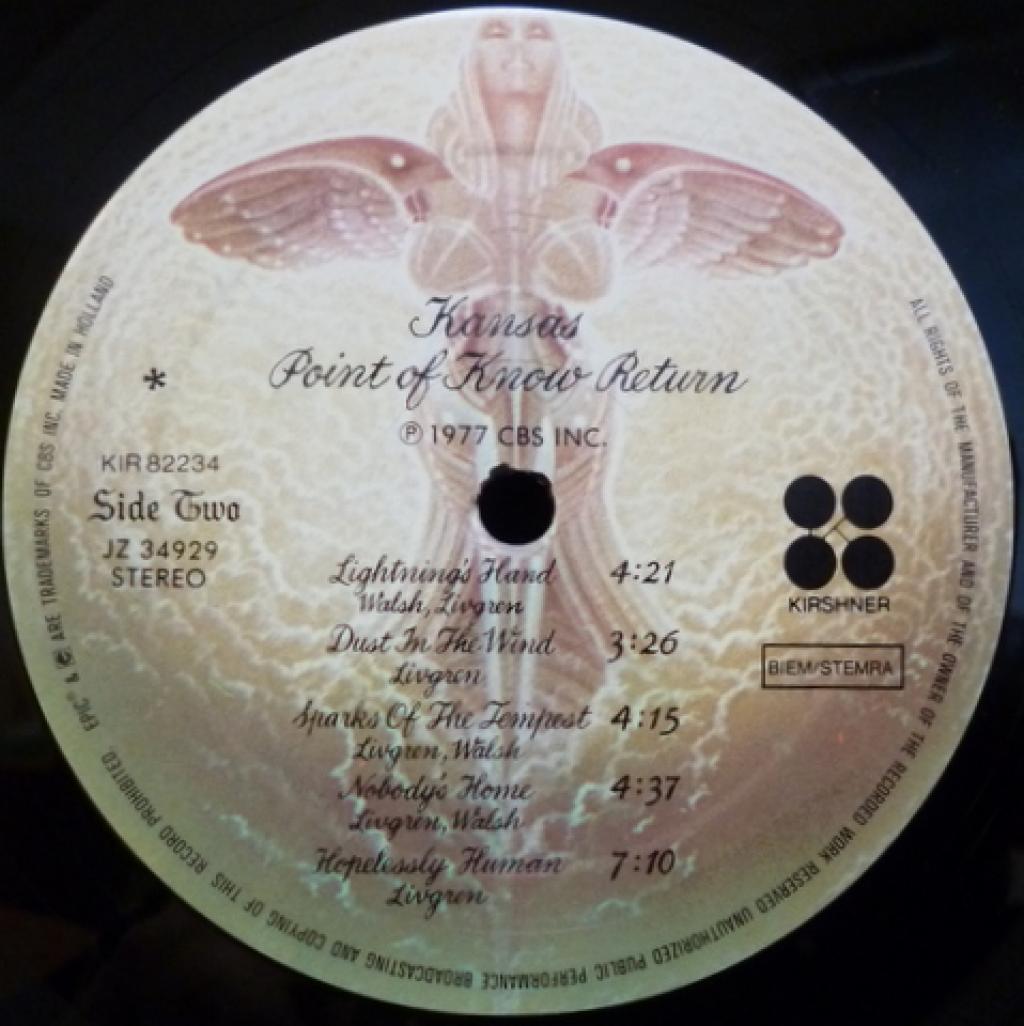 Kansas
Point of Know Return
℗ 1977 CBS INC.
*
KIR 82234
Side Two
JZ 34929
STEREO
Lightning's Hand 4:21
Walsh, Livgren
Dust In The Wind 3:26
Livgren
Sparks Of The Tempest 4:15
Livgren, Walsh
Nobody's Home 4:37
Livgren, Walsh
Hopelessly Human 7:10
Livgren
KIRSHNER
BIEM/STEMRA
ALL RIGHTS OF THE MANUFACTURER AND OF THE OWNER OF THE RECORDED WORK RESERVED UNAUTHORIZED PUBLIC PERFORMANCE BROADCASTING AND COPYING OF THIS RECORD PROHIBITED. EPIC® & ARE TRADEMARKS OF CBS INC. MADE IN HOLLAND